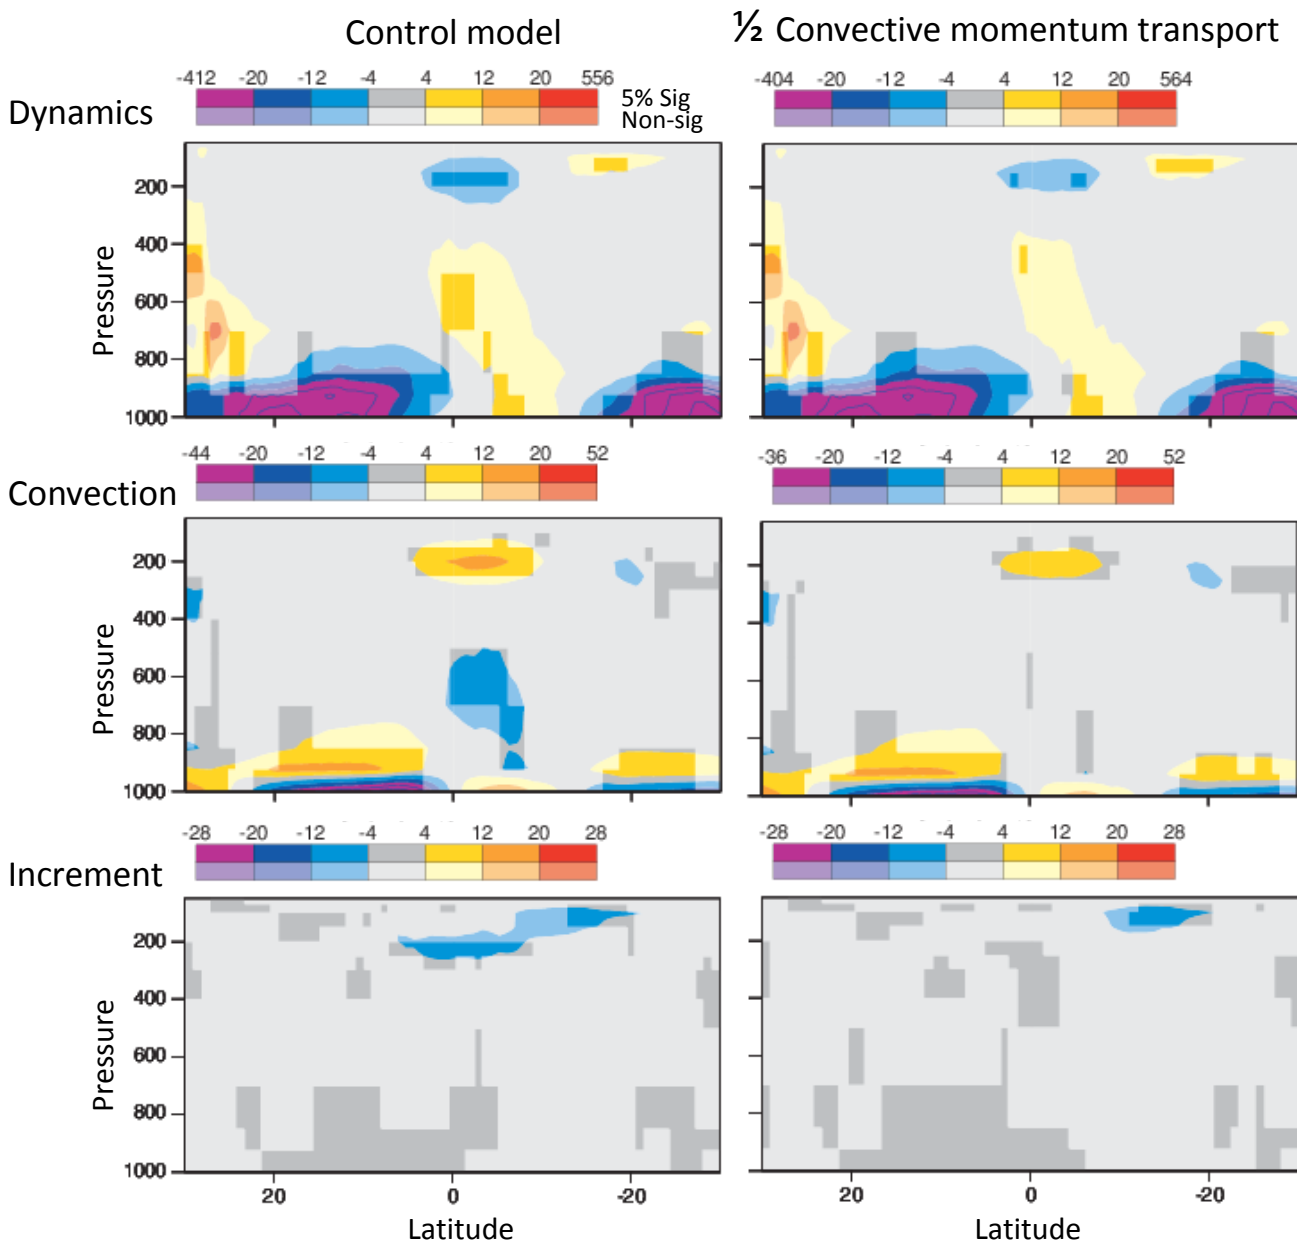 Control model
½ Convective momentum transport
-412 -20 -12 -4 4 12 20 556
-404 -20 -12 -4 4 12 20 564
Dynamics
5% Sig
Non-sig
Pressure
200
400
600
800
1000
-44 -20 -12 -4 4 12 20 52
-36 -20 -12 -4 4 12 20 52
Convection
Pressure
200
400
600
800
1000
-28 -20 -12 -4 4 12 20 28
-28 -20 -12 -4 4 12 20 28
Increment
Pressure
200
400
600
800
1000
20 0 -20
20 0 -20
Latitude
Latitude